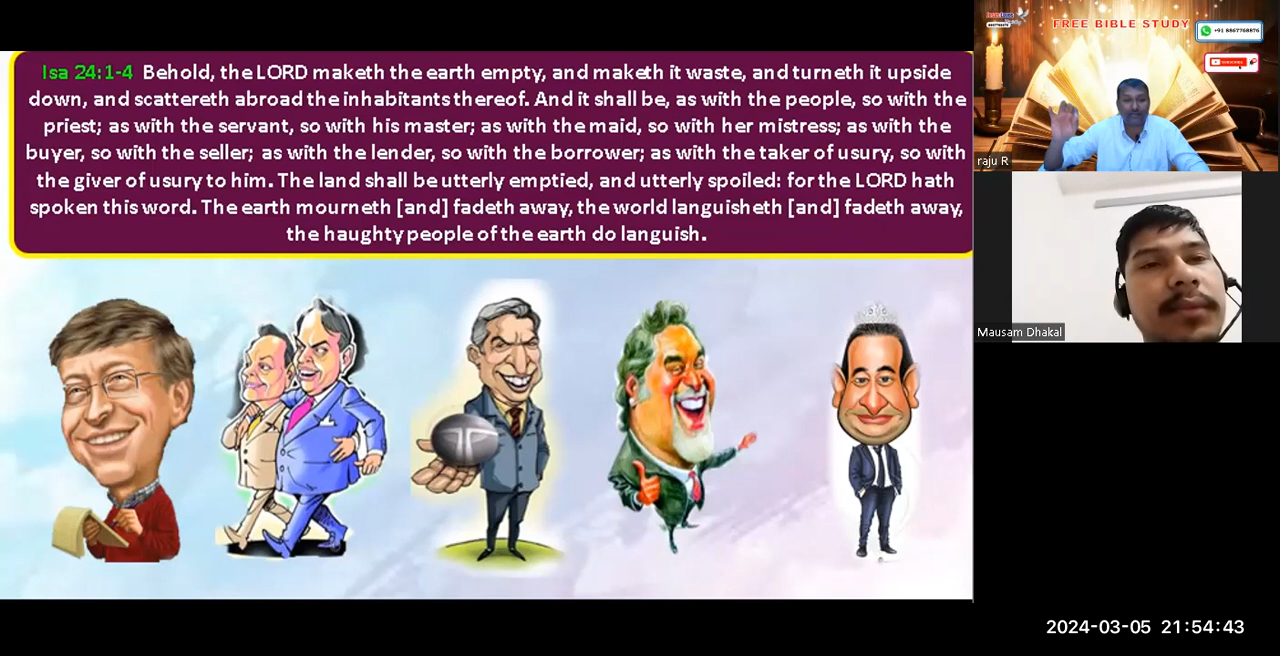 Isa 24:1-4 Behold, the LORD maketh the earth empty, and maketh it waste, and turneth it upside
down, and scattereth abroad the inhabitants thereof. And it shall be, as with the people, so with the
priest; as with the servant, so with his master; as with the maid, so with her mistress; as with the
buyer, so with the seller; as with the lender, so with the borrower; as with the taker of usury, so with
the giver of usury to him. The land shall be utterly emptied, and utterly spoiled: for the LORD hath
spoken this word. The earth mourneth [and] fadeth away, the world languisheth [and] fadeth away,
the haughty people of the earth do languish.
FREE BIBLE STUDY
+91 8867768876
SUBSCRIBE
raju R
Mausam Dhakal
2024-03-05 21:54:43